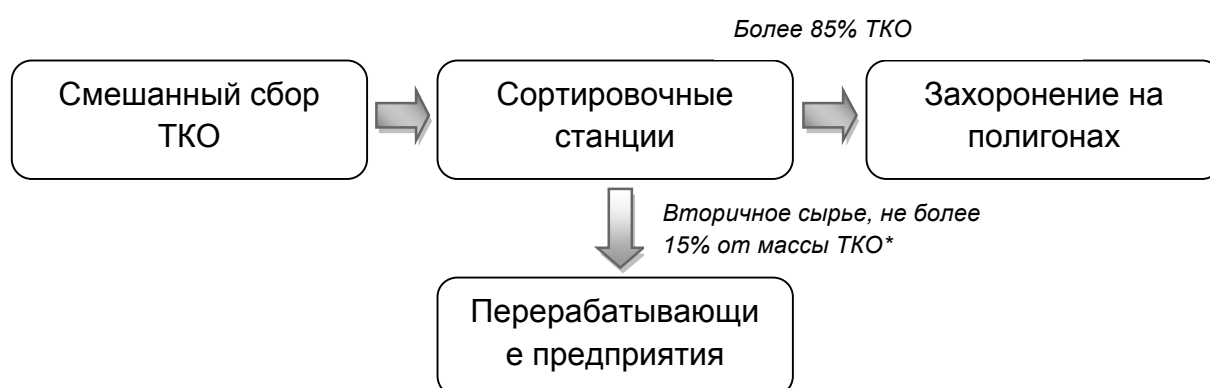 Более 85% ТКО
Смешанный сбор
ТКО
Сортировочные
станции
Захоронение на
полигонах
Вторичное сырье, не более
15% от массы ТКО*
Перерабатывающи
е предприятия